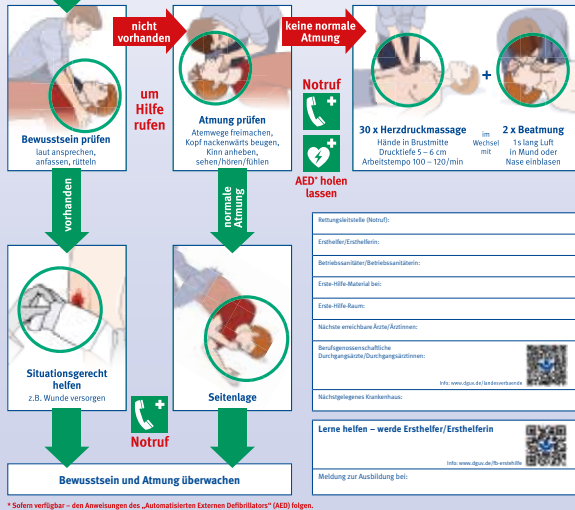 nicht
vorhanden
keine normale
Atmung
um
Hilfe
rufen
Notruf
AED* holen
lassen
Bewusstsein prüfen
laut ansprechen,
anfassen, rütteln
Atmung prüfen
Atemwege freimachen,
Kopf nackenwärts beugen,
Kinn anheben,
sehen/hören/fühlen
30 x Herzdruckmassage
Hände in Brustmitte
Drucktiefe 5 – 6 cm
Arbeitstempo 100 – 120/min
+
im
Wechsel
mit
2 x Beatmung
1 s lang Luft
in Mund oder
Nase einblasen
vorhanden
normale
Atmung
Situationsgerecht
helfen
z.B. Wunde versorgen
Notruf
Seitenlage
Bewusstsein und Atmung überwachen
Rettungsleitstelle (Notruf):
Ersthelfer/Ersthelferin:
Betriebssanitäter/Betriebssanitäterin:
Erste-Hilfe-Material bei:
Erste-Hilfe-Raum:
Nächste erreichbare Ärzte/Ärztinnen:
Berufsgenossenschaftliche
Durchgangsärzte/Durchgangsärztinnen:
Info: www.dguv.de/landesverbaende
Nächstgelegenes Krankenhaus:
Lerne helfen – werde Ersthelfer/Ersthelferin
Info: www.dguv.de/fb-erstehilfe
Meldung zur Ausbildung bei:
* Sofern verfügbar – den Anweisungen des „Automatisierten Externen Defibrillators“ (AED) folgen.